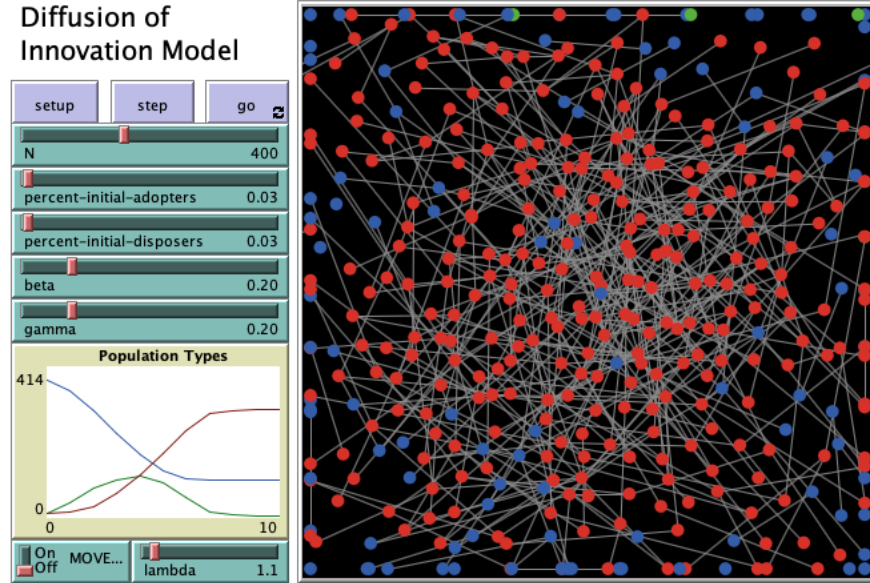 Diffusion of
Innovation Model
setup step go
N 400
percent-initial-adopters 0.03
percent-initial-disposers 0.03
beta 0.20
gamma 0.20
Population Types
414
0
0 10
On
Off MOVE...
lambda 1.1